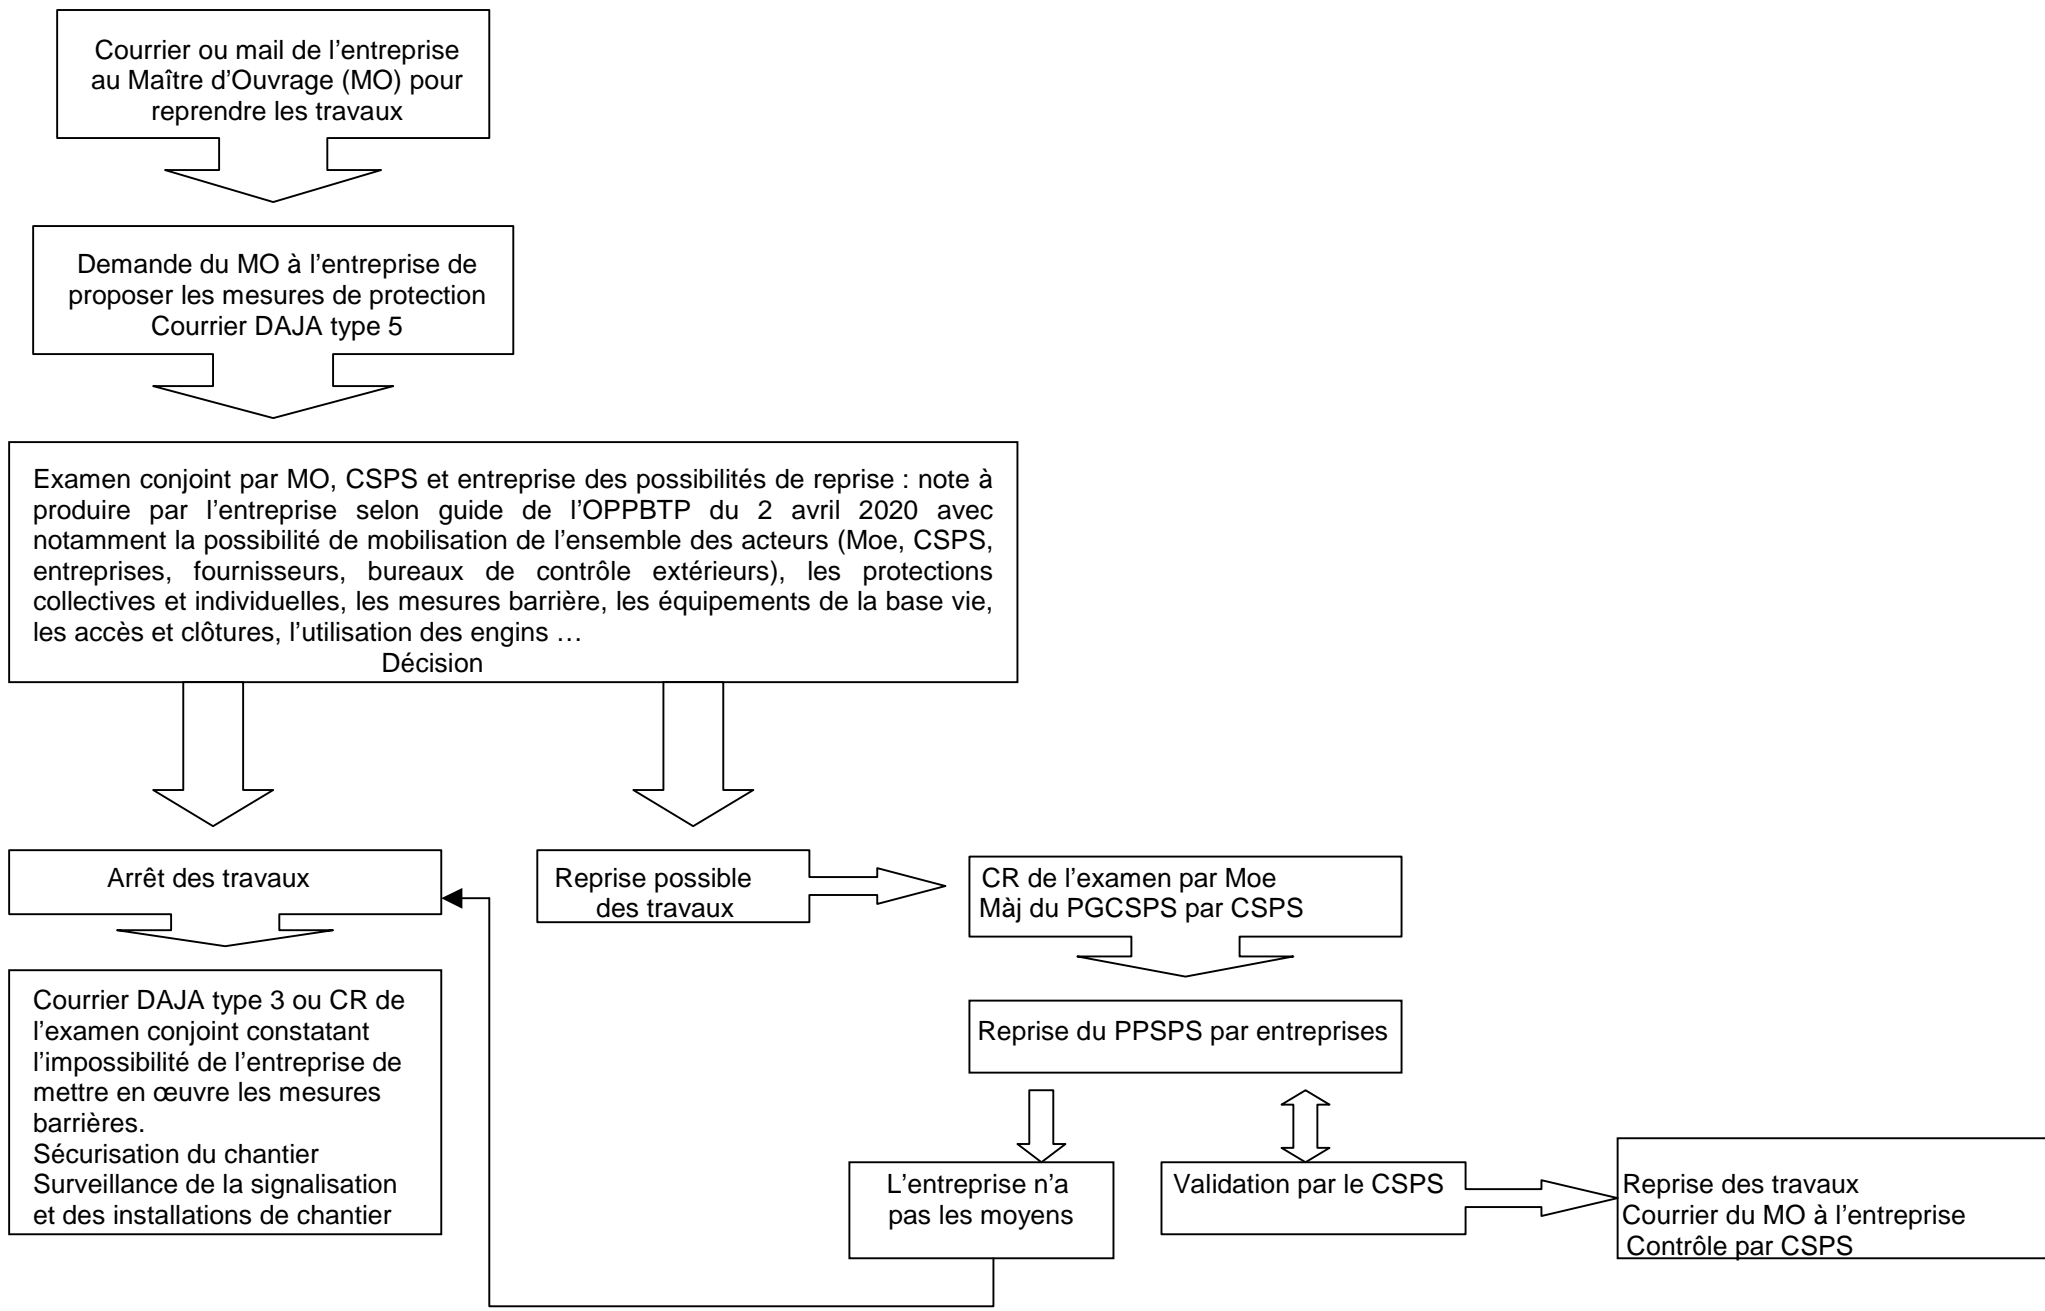 Courrier ou mail de l’entreprise
au Maître d’Ouvrage (MO) pour
reprendre les travaux
Demande du MO à l’entreprise de
proposer les mesures de protection
Courrier DAJA type 5
Examen conjoint par MO, CSPS et entreprise des possibilités de reprise : note à
produire par l’entreprise selon guide de l’OPPBTP du 2 avril 2020 avec
notamment la possibilité de mobilisation de l’ensemble des acteurs (Moe, CSPS,
entreprises, fournisseurs, bureaux de contrôle extérieurs), les protections
collectives et individuelles, les mesures barrière, les équipements de la base vie,
les accès et clôtures, l’utilisation des engins …
Décision
Arrêt des travaux
Reprise possible
des travaux
CR de l’examen par Moe
Màj du PGCSPS par CSPS
Courrier DAJA type 3 ou CR de
l’examen conjoint constatant
l’impossibilité de l’entreprise de
mettre en œuvre les mesures
barrières.
Sécurisation du chantier
Surveillance de la signalisation
et des installations de chantier
Reprise du PPSPS par entreprises
L’entreprise n’a
pas les moyens
Validation par le CSPS
Reprise des travaux
Courrier du MO à l’entreprise
Contrôle par CSPS